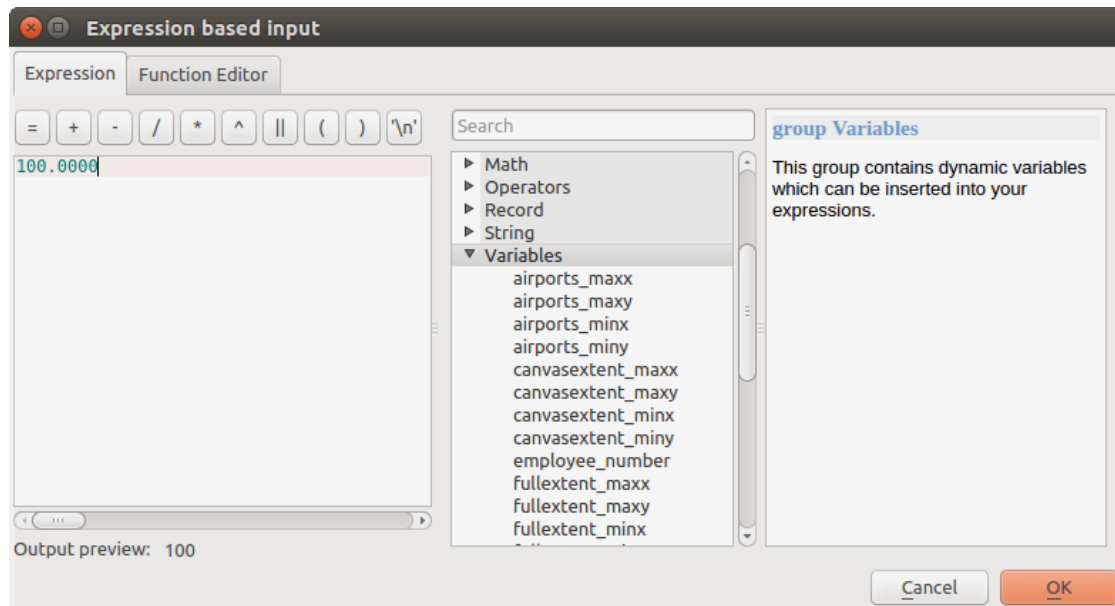 Expression based input
Expression Function Editor
= + - / * ^ || ( ) '\n'
100.0000
Output preview: 100
Search
Math
Operators
Record
String
Variables
airports_maxx
airports_maxy
airports_minx
airports_miny
canvasextent_maxx
canvasextent_maxy
canvasextent_minx
canvasextent_miny
employee_number
fullextent_maxx
fullextent_maxy
fullextent_minx
group Variables
This group contains dynamic variables
which can be inserted into your
expressions.
Cancel OK